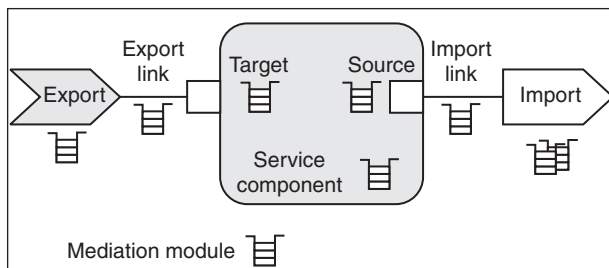 Export
link
Import
link
Target
Source
Export
Import
Service
component
Mediation module